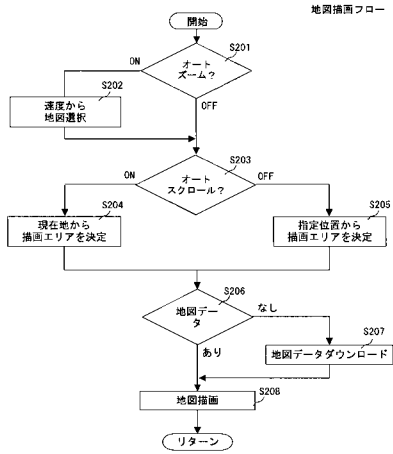 地図描画フロー
開始
S201
オート
ズーム?
ON
OFF
S202
速度から
地図選択
S203
オート
スクロール?
ON
OFF
S204
現在地から
描画エリアを決定
S205
指定位置から
描画エリアを決定
S206
地図デー
タ
なし
あり
S207
地図データダウンロード
S208
地図描画
リターン